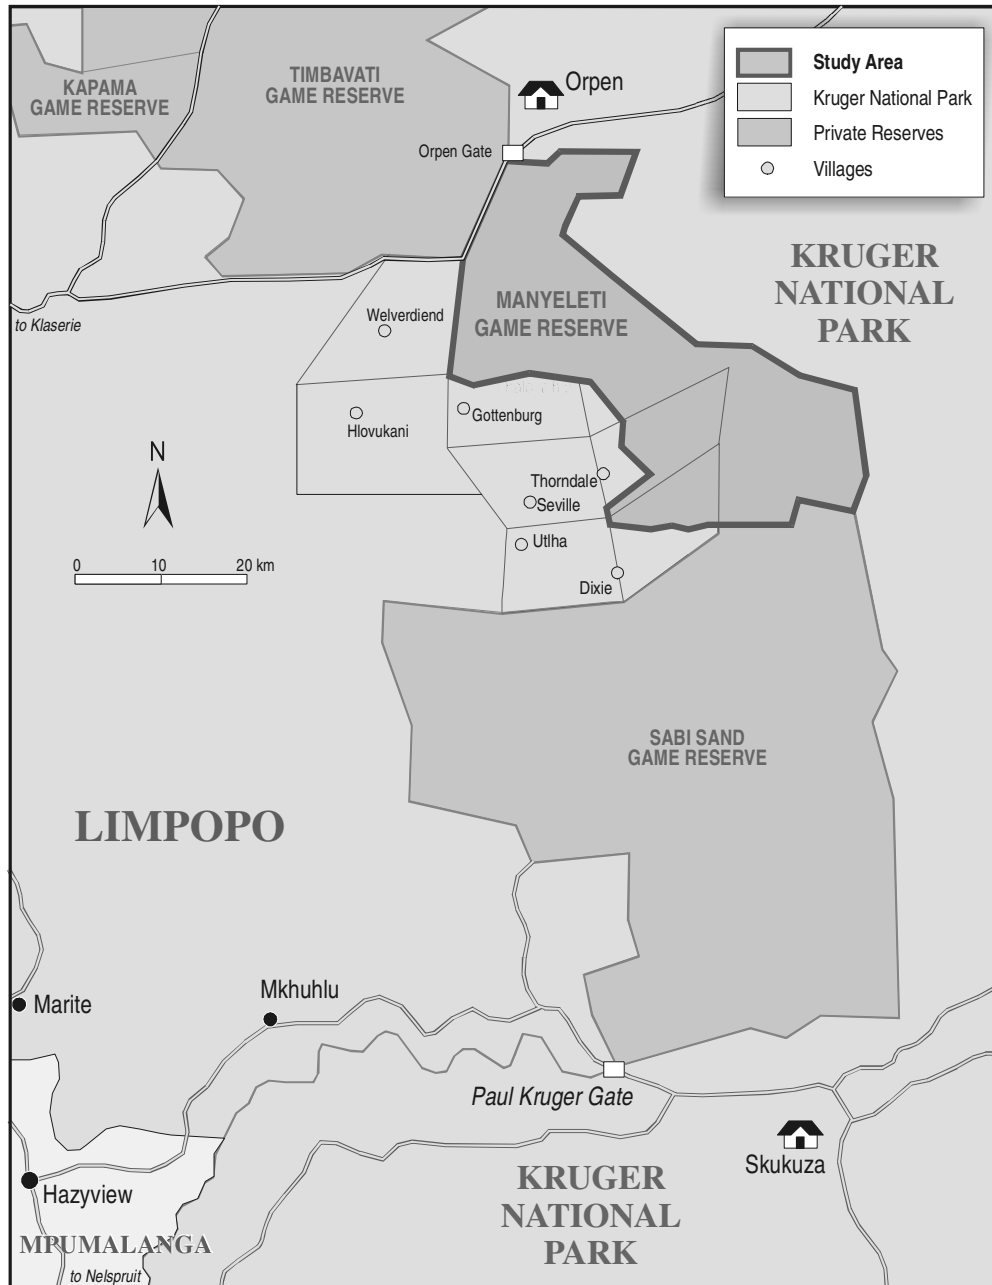 KAPAMA
GAME RESERVE
TIMBAVATI
GAME RESERVE
Orpen
Orpen Gate
Study Area
Kruger National Park
Private Reserves
Villages
KRUGER
NATIONAL
PARK
MANYELETI
GAME RESERVE
to Klaserie
Welverdiend
Hlovukani
Gottenburg
N
Thorndale
Seville
Utlha
Dixie
0 10 20 km
SABI SAND
GAME RESERVE
LIMPOPO
Marite
Mkhuhlu
Paul Kruger Gate
Skukuza
Hazyview
KRUGER
NATIONAL
PARK
MPUMALANGA
to Nelspruit